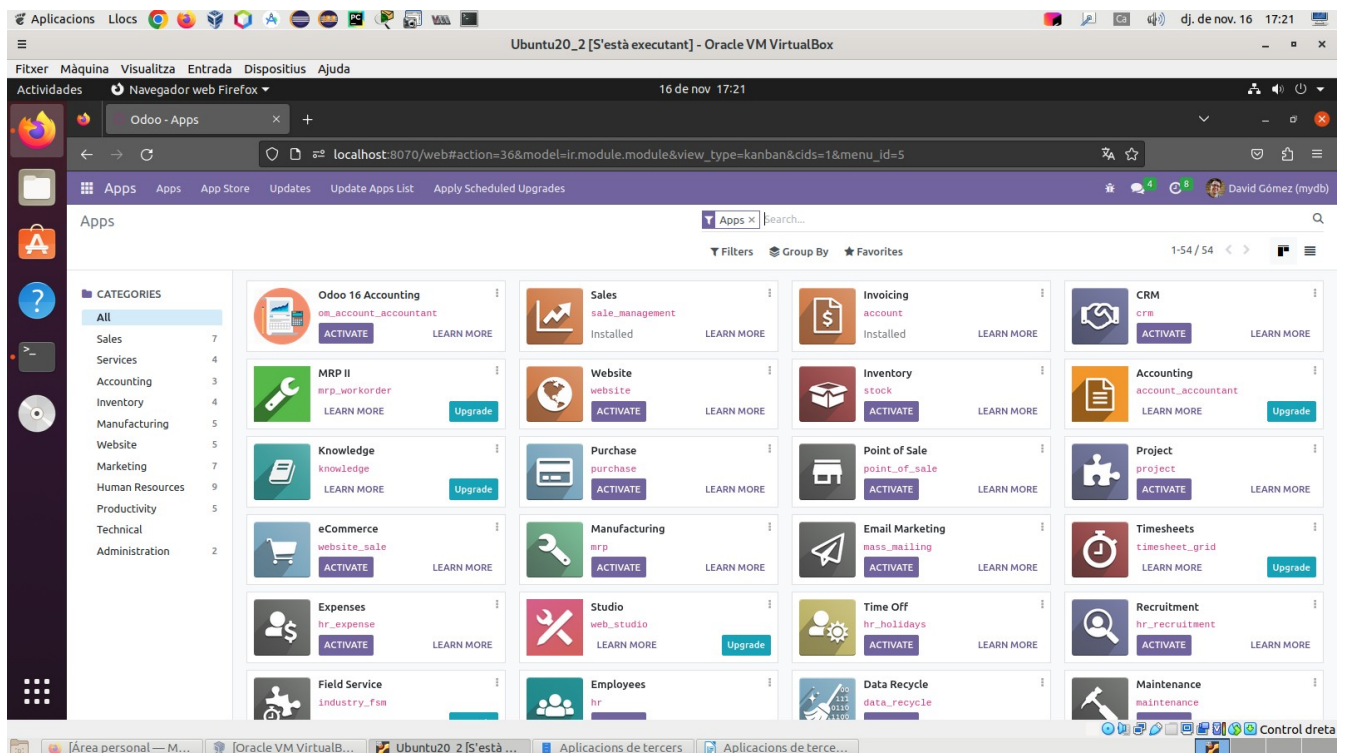 Aplicacions Llocs Ca dj. de nov. 16 17:21
Ubuntu20_2 [S'està executant] - Oracle VM VirtualBox
Fitxer Màquina Visualitza Entrada Dispositius Ajuda
Actividades Navegador web Firefox 16 de nov 17:21
Odoo - Apps
localhost:8070/web#action=36&model=ir.module.module&view_type=kanban&cids=1&menu_id=5
Apps Apps App Store Updates Update Apps List Apply Scheduled Upgrades 4 8 David Gómez (mydb)
Apps Apps × Search...
Filters Group By Favorites 1-54 / 54
CATEGORIES
All
Sales 7
Services 4
Accounting 3
Inventory 4
Manufacturing 5
Website 5
Marketing 7
Human Resources 9
Productivity 5
Technical
Administration 2
Odoo 16 Accounting
om_account_accountant
ACTIVATE LEARN MORE
Sales
sale_management
Installed LEARN MORE
Invoicing
account
Installed LEARN MORE
CRM
crm
ACTIVATE LEARN MORE
MRP II
mrp_workorder
LEARN MORE Upgrade
Website
website
ACTIVATE LEARN MORE
Inventory
stock
ACTIVATE LEARN MORE
Accounting
account_accountant
LEARN MORE Upgrade
Knowledge
knowledge
LEARN MORE Upgrade
Purchase
purchase
ACTIVATE LEARN MORE
Point of Sale
point_of_sale
ACTIVATE LEARN MORE
Project
project
ACTIVATE LEARN MORE
eCommerce
website_sale
ACTIVATE LEARN MORE
Manufacturing
mrp
ACTIVATE LEARN MORE
Email Marketing
mass_mailing
ACTIVATE LEARN MORE
Timesheets
timesheet_grid
LEARN MORE Upgrade
Expenses
hr_expense
ACTIVATE LEARN MORE
Studio
web_studio
LEARN MORE Upgrade
Time Off
hr_holidays
ACTIVATE LEARN MORE
Recruitment
hr_recruitment
ACTIVATE LEARN MORE
Field Service
industry_fsm
Employees
hr
Data Recycle
data_recycle
Maintenance
maintenance
Control dreta
[Área personal — M... [Oracle VM VirtualB... Ubuntu20_2 [S'està ... Aplicacions de tercers Aplicacions de terce...